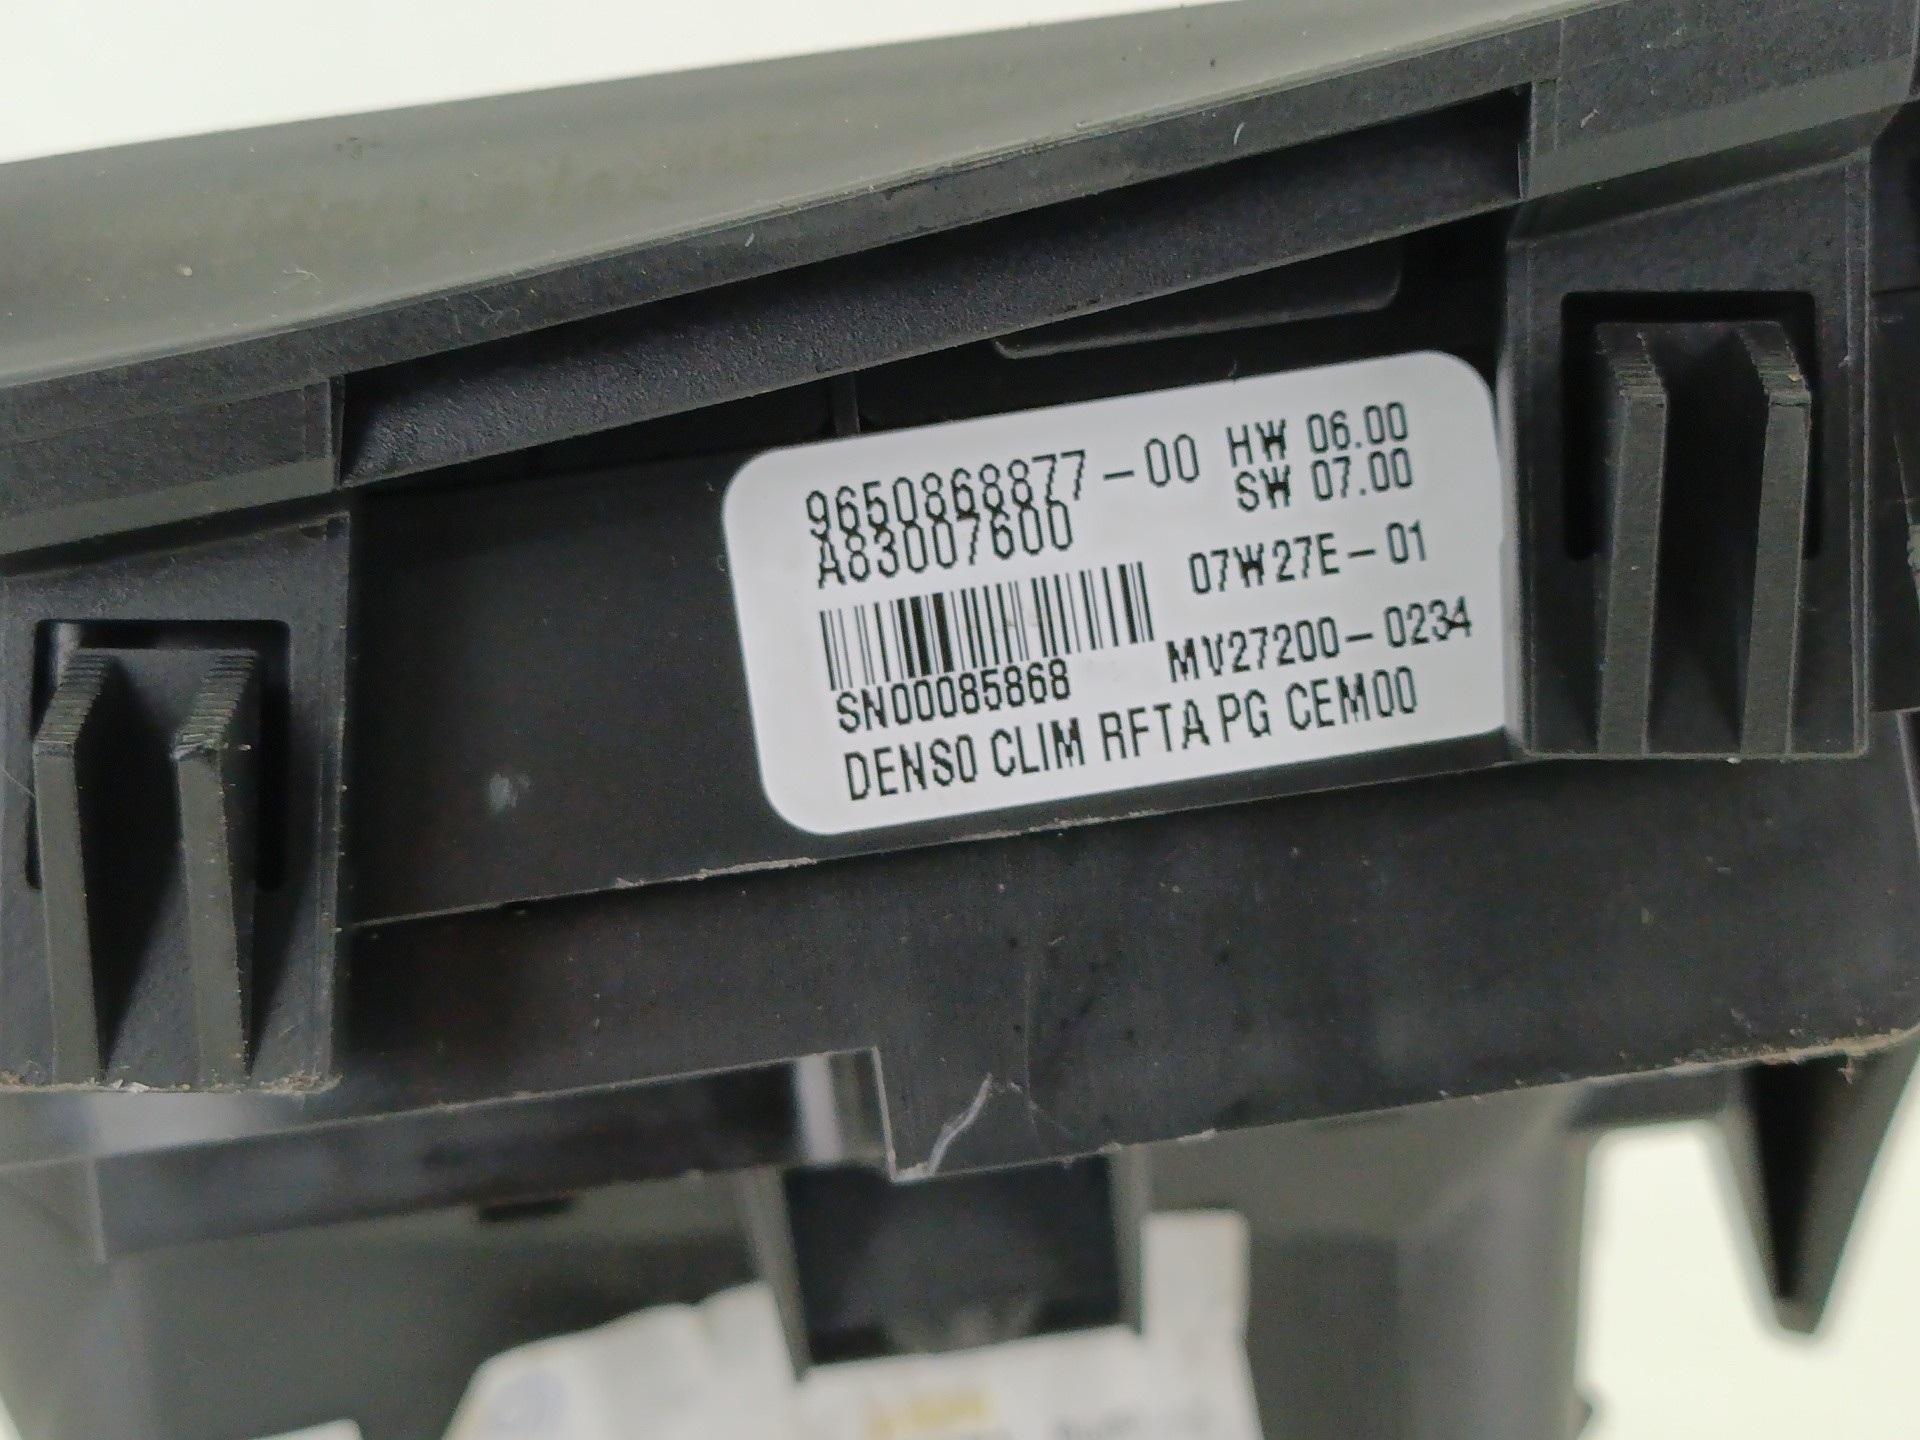 9650868877-00 HW 06.00
SW 07.00
A83007600
07W27E-01
SN00085868
MV27200-0234
DENSO CLIM RFTA PG CEM00